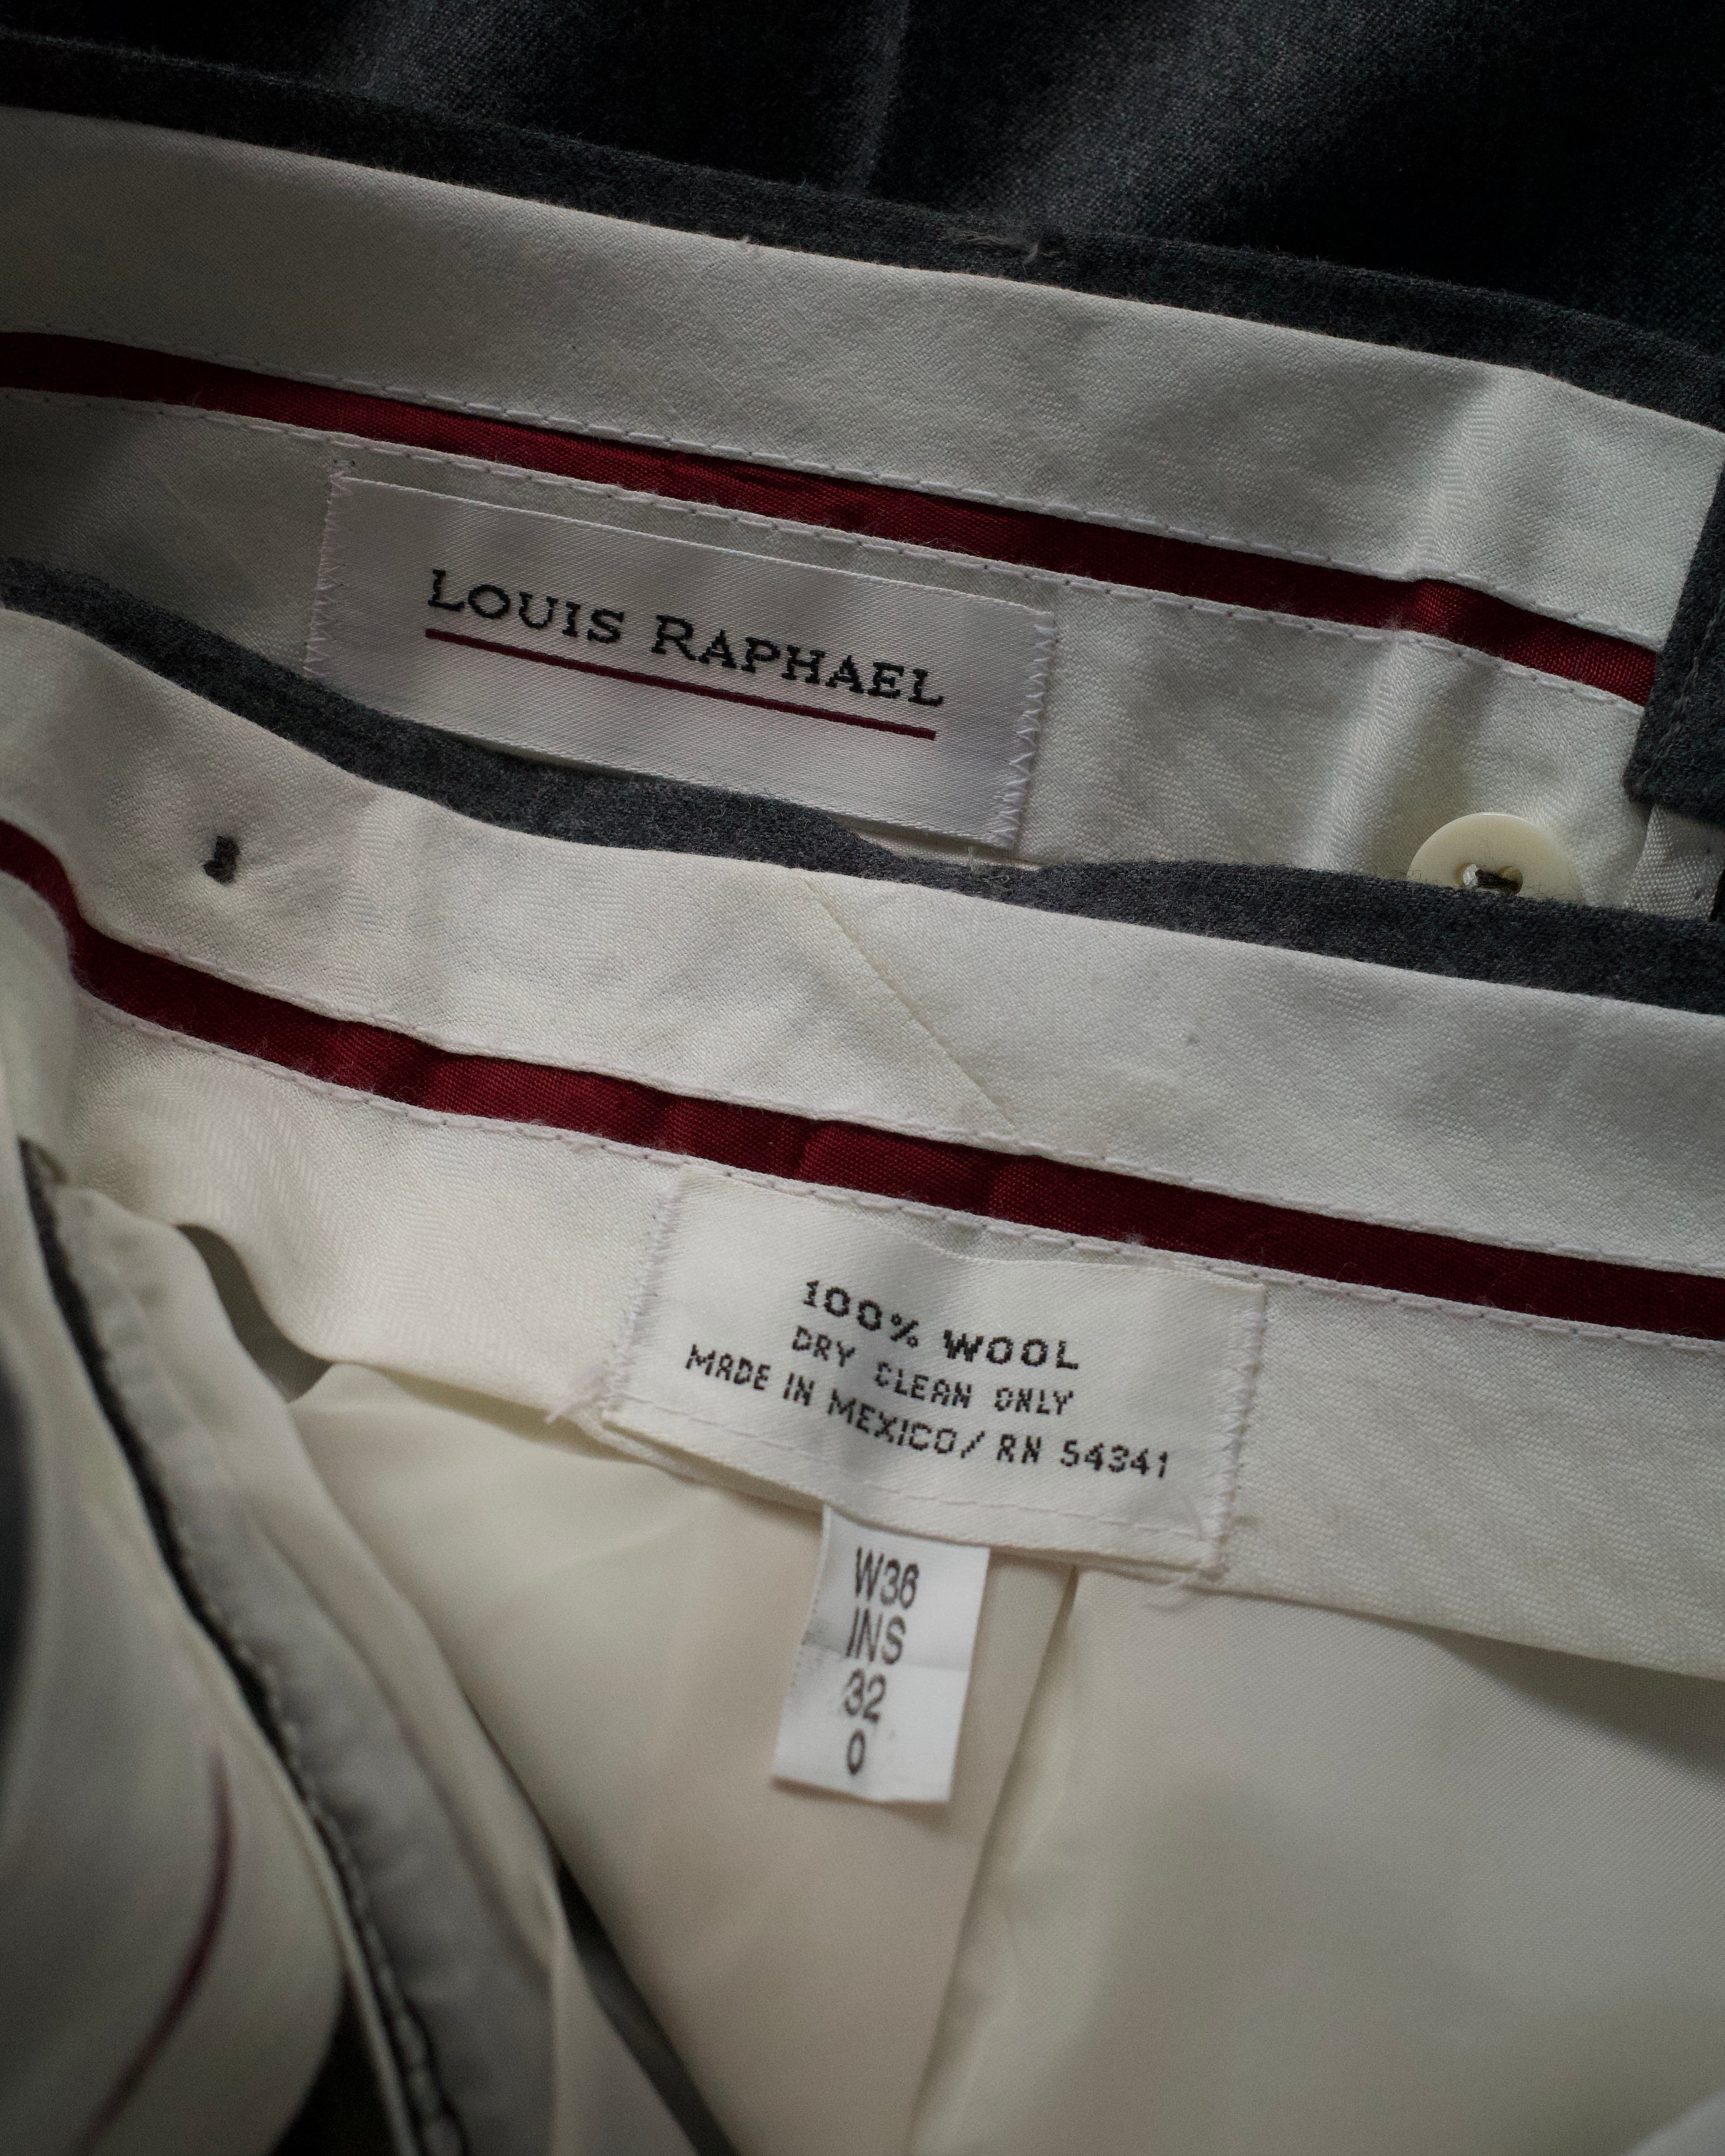 LOUIS RAPHAEL
100% WOOL
DRY CLEAN ONLY
MADE IN MEXICO/ RN 54341
W36
INS
32
0